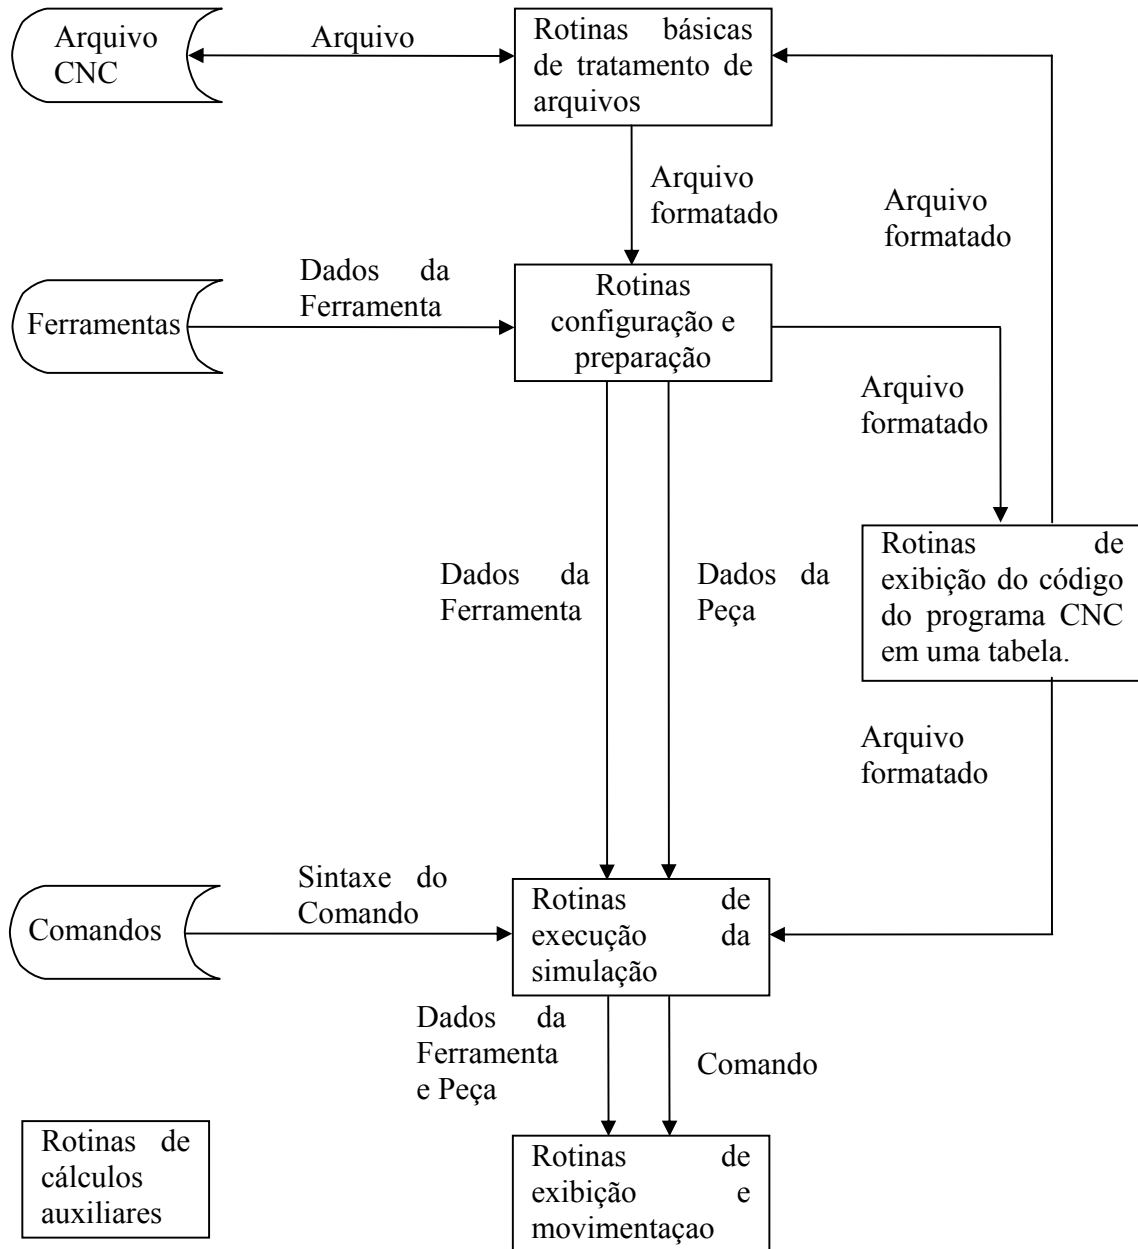 Arquivo
CNC
Arquivo
Rotinas básicas
de tratamento de
arquivos
Arquivo
formatado
Arquivo
formatado
Dados da
Ferramenta
Ferramentas
Rotinas
configuração e
preparação
Arquivo
formatado
Dados da
Ferramenta
Dados da
Peça
Rotinas de
exibição do código
do programa CNC
em uma tabela.
Arquivo
formatado
Sintaxe do
Comando
Comandos
Rotinas de
execução da
simulação
Dados da
Ferramenta
e Peça
Comando
Rotinas de
cálculos
auxiliares
Rotinas de
exibição e
movimentaçao